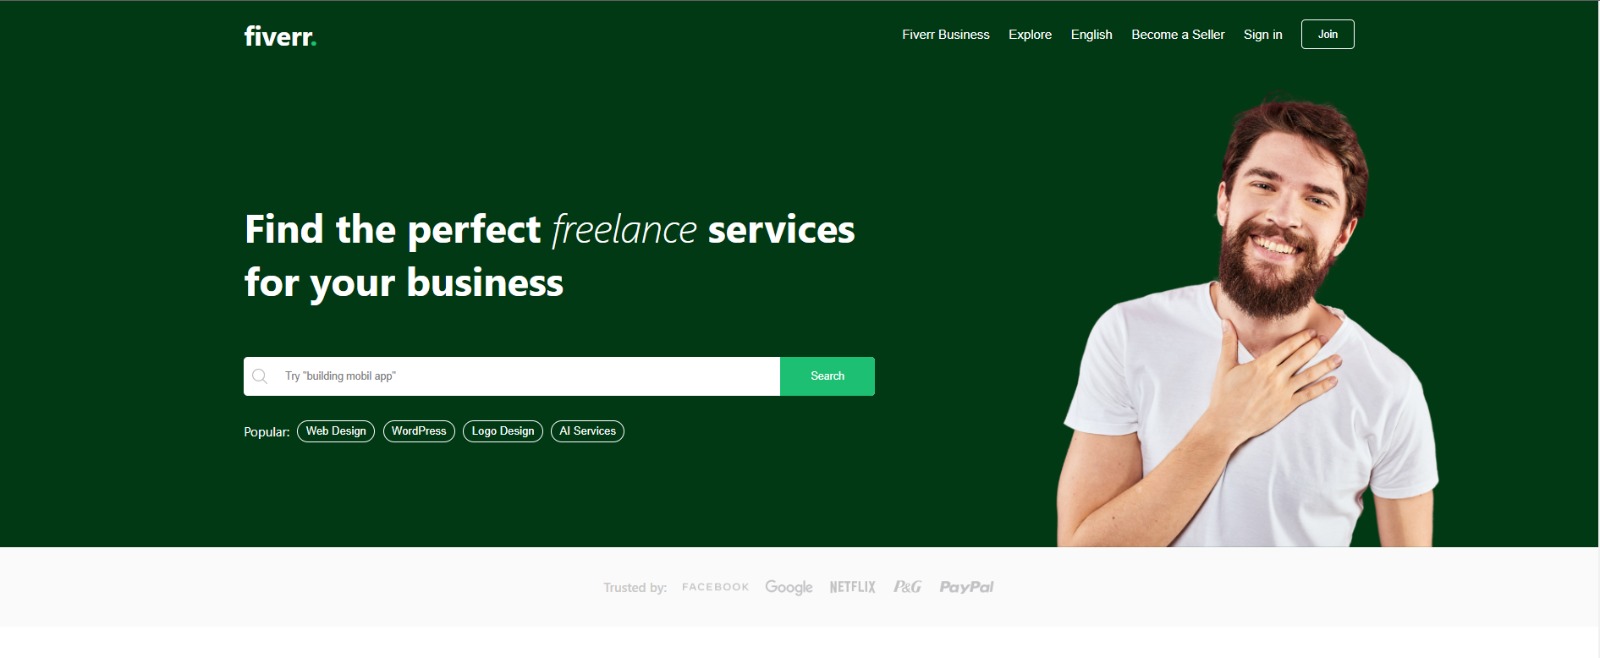 fiverr.
Fiverr Business Explore English Become a Seller Sign in Join
Find the perfect freelance services
for your business
Try "building mobil app" Search
Popular: Web Design WordPress Logo Design AI Services
Trusted by: FACEBOOK Google NETFLIX P&G PayPal